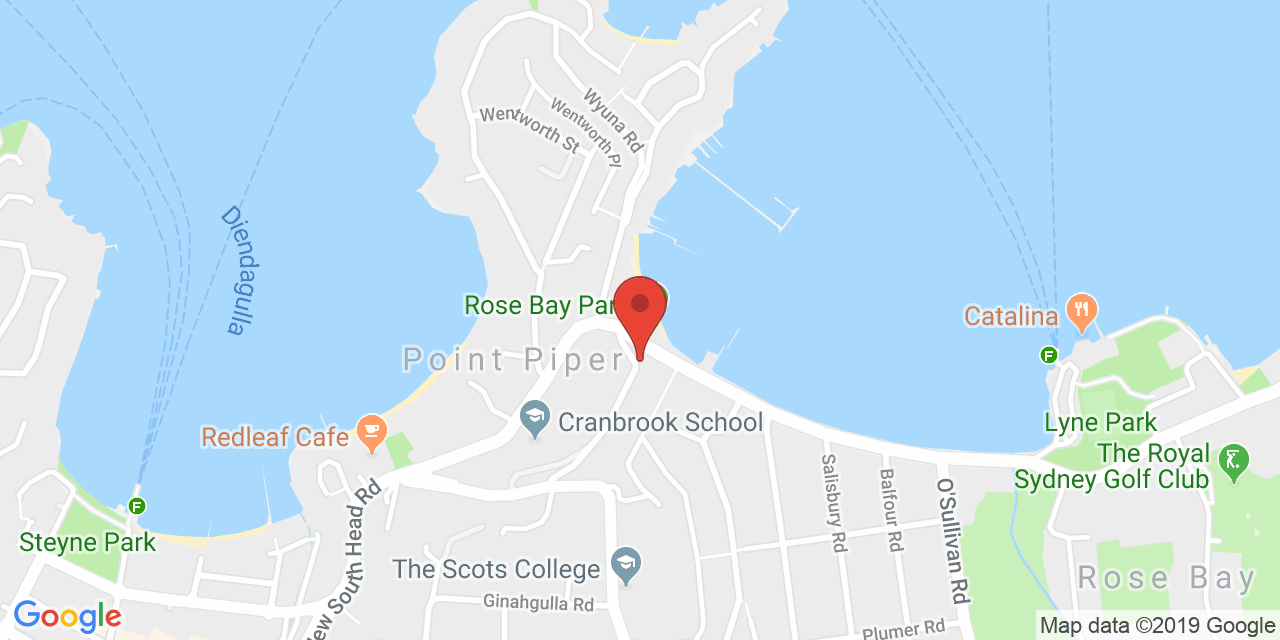 Wentworth St
Wentworth Pl
Wyuna Rd
Diendagulla
Rose Bay Par
Catalina
F
Point Piper
Redleaf Cafe
Cranbrook School
Lyne Park
The Royal
Sydney Golf Club
Salisbury Rd
Balfour Rd
O'Sullivan Rd
F
Steyne Park
New South Head Rd
The Scots College
Ginahgulla Rd
Rose Bay
Plumer Rd
Google
Map data ©2019 Google